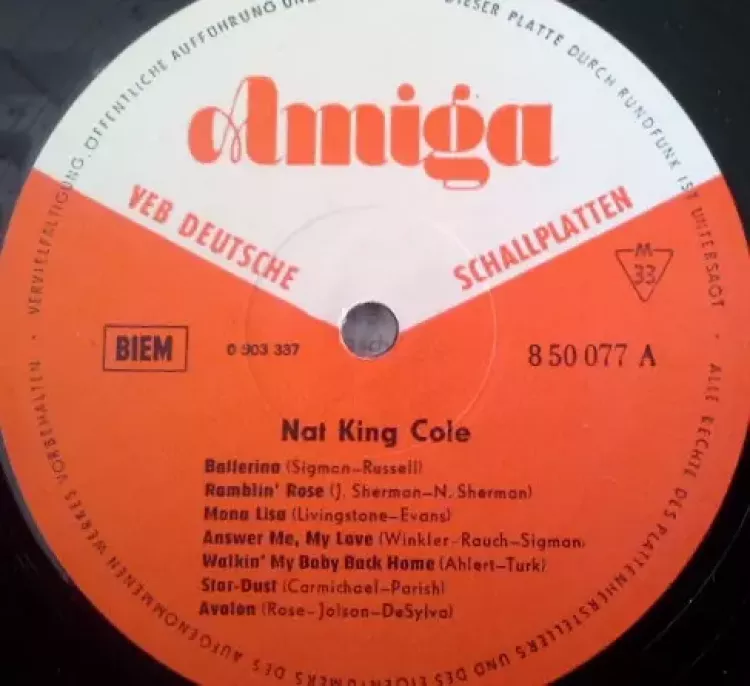 VERVIELFÄLTIGUNG, ÖFFENTLICHE AUFFÜHRUNG UN
DIESER PLATTE DURCH RUNDFUNK IST UNTERSAGT
Amiga
VEB DEUTSCHE SCHALLPLATTEN
M
33
BIEM
0 903 337
8 50 077 A
Nat King Cole
Ballerina (Sigman–Russell)
Ramblin' Rose (J. Sherman–N. Sherman)
Mona Lisa (Livingstone–Evans)
Answer Me, My Love (Winkler–Rauch–Sigman)
Walkin' My Baby Back Home (Ahlert–Turk)
Star-Dust (Carmichael–Parish)
Avalon (Rose–Jolson–DeSylva)
ALLE RECHTE DES PLATTENHERSTELLERS UND DES EIGENTÜMERS DES AUFGENOMMENEN WERKES VORBEHALTEN